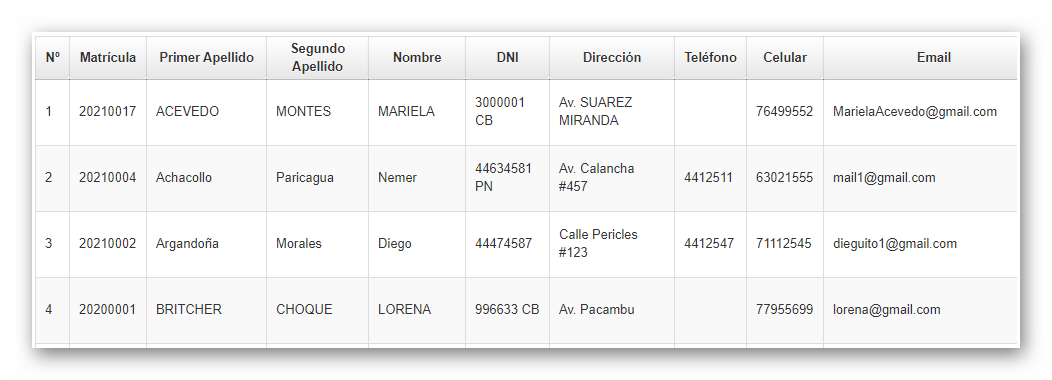 Nº Matrícula Primer Apellido Segundo Apellido Nombre DNI Dirección Teléfono Celular Email
1 20210017 ACEVEDO MONTES MARIELA 3000001 CB Av. SUAREZ MIRANDA 76499552 MarielaAcevedo@gmail.com
2 20210004 Achacollo Paricagua Nemer 44634581 PN Av. Calancha #457 4412511 63021555 mail1@gmail.com
3 20210002 Argandoña Morales Diego 44474587 Calle Pericles #123 4412547 71112545 dieguito1@gmail.com
4 20200001 BRITCHER CHOQUE LORENA 996633 CB Av. Pacambu 77955699 lorena@gmail.com